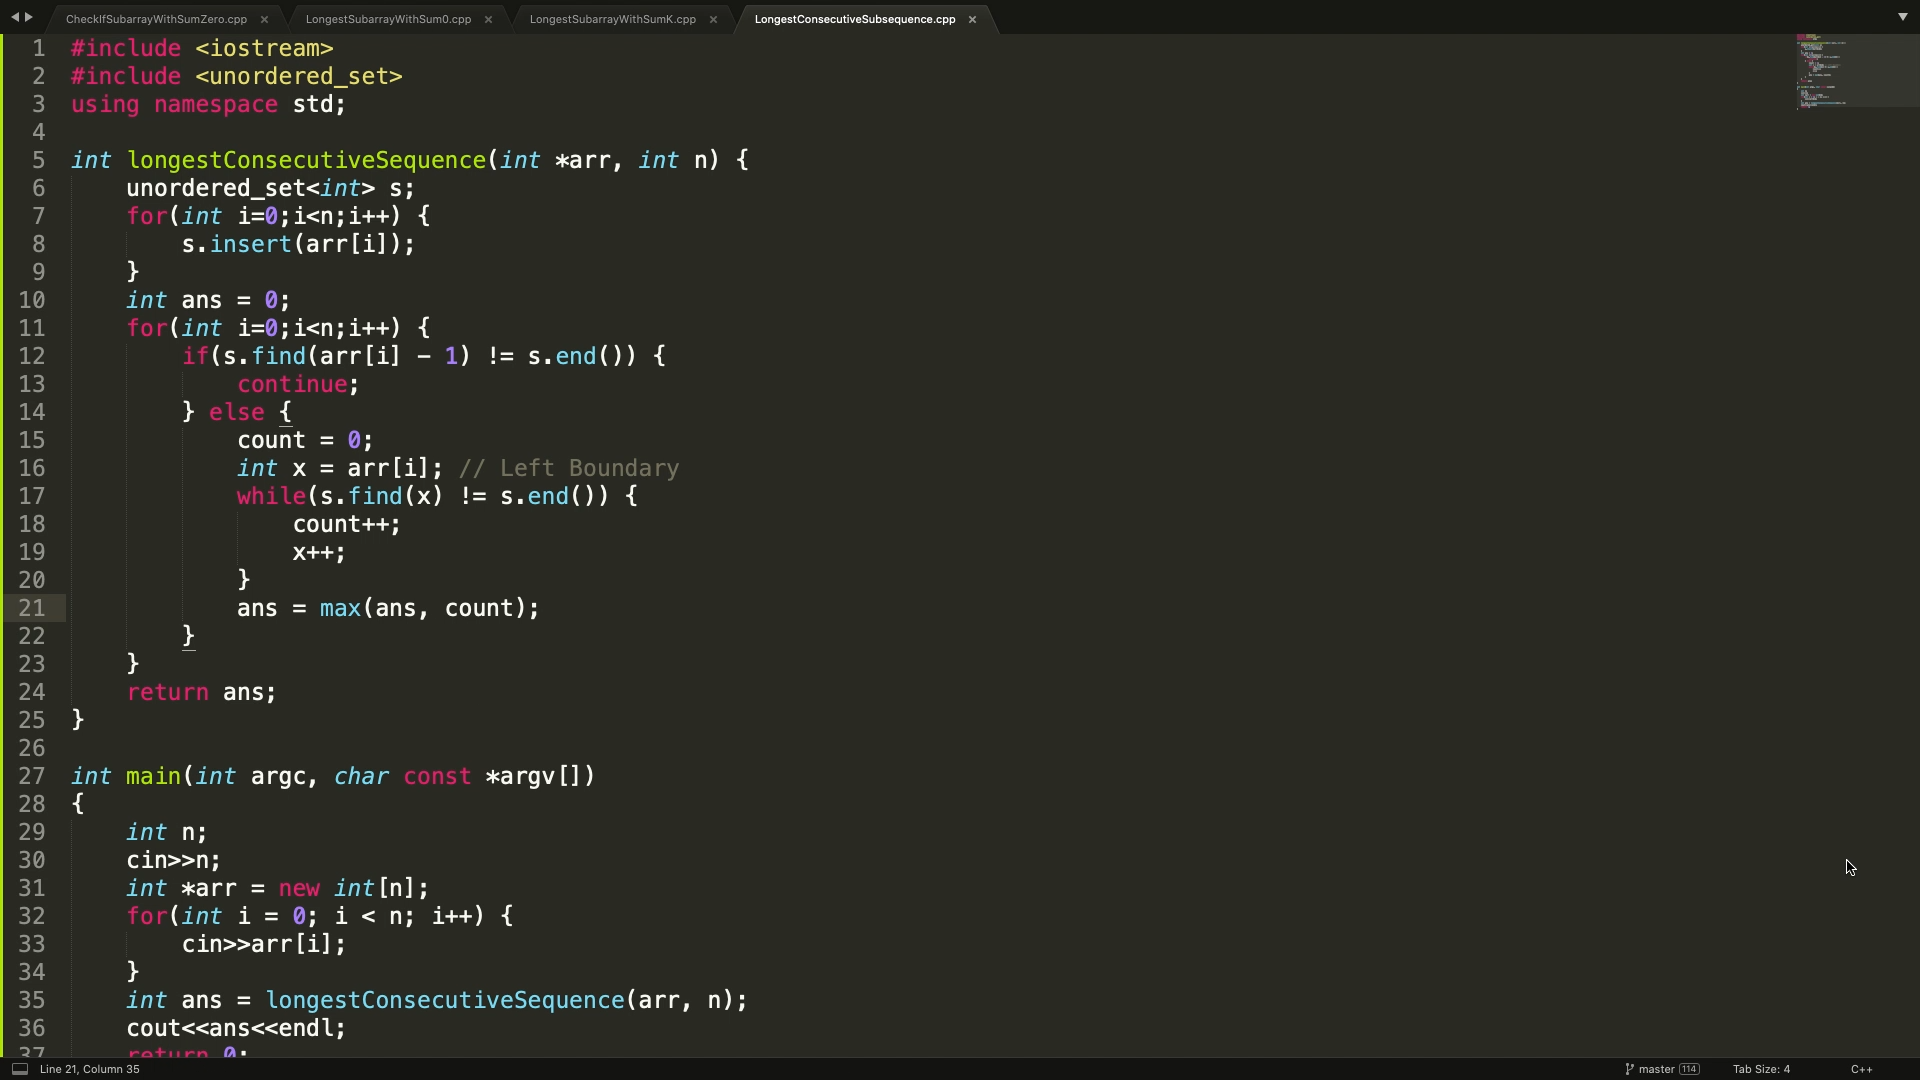 CheckIfSubarrayWithSumZero.cpp × LongestSubarrayWithSum0.cpp × LongestSubarrayWithSumK.cpp × LongestConsecutiveSubsequence.cpp ×
1 #include <iostream>
2 #include <unordered_set>
3 using namespace std;
4
5 int longestConsecutiveSequence(int *arr, int n) {
6     unordered_set<int> s;
7     for(int i=0;i<n;i++) {
8         s.insert(arr[i]);
9     }
10     int ans = 0;
11     for(int i=0;i<n;i++) {
12         if(s.find(arr[i] - 1) != s.end()) {
13             continue;
14         } else {
15             count = 0;
16             int x = arr[i]; // Left Boundary
17             while(s.find(x) != s.end()) {
18                 count++;
19                 x++;
20             }
21             ans = max(ans, count);
22         }
23     }
24     return ans;
25 }
26
27 int main(int argc, char const *argv[])
28 {
29     int n;
30     cin>>n;
31     int *arr = new int[n];
32     for(int i = 0; i < n; i++) {
33         cin>>arr[i];
34     }
35     int ans = longestConsecutiveSequence(arr, n);
36     cout<<ans<<endl;
37     return 0;
Line 21, Column 35 master 114 Tab Size: 4 C++